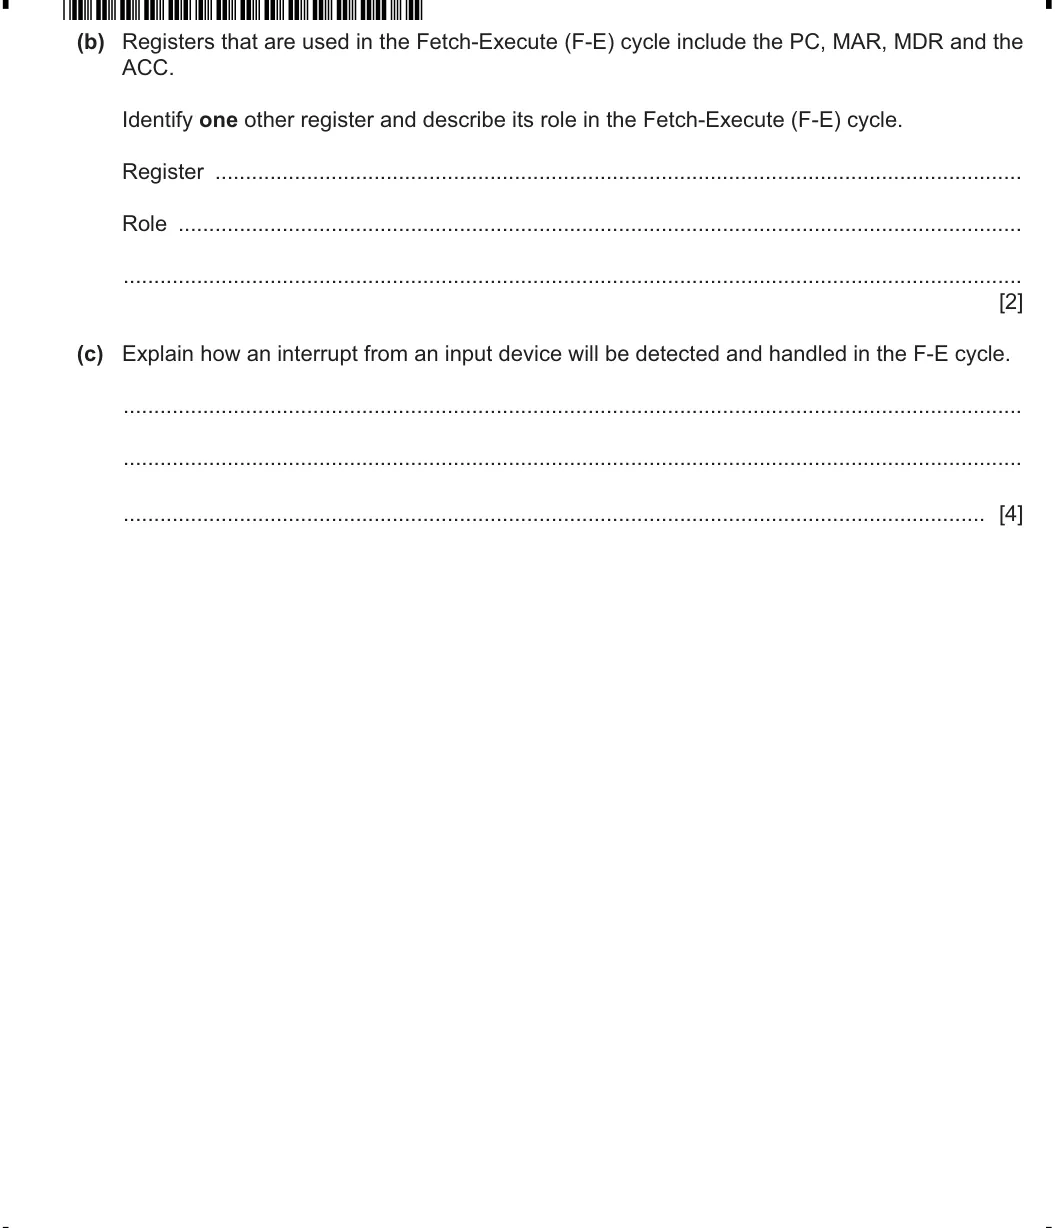 (b) Registers that are used in the Fetch-Execute (F-E) cycle include the PC, MAR, MDR and the
ACC.
Identify one other register and describe its role in the Fetch-Execute (F-E) cycle.
Register ....................................................................................................................................
Role ..........................................................................................................................................
...................................................................................................................................................
[2]
(c) Explain how an interrupt from an input device will be detected and handled in the F-E cycle.
...................................................................................................................................................
...................................................................................................................................................
............................................................................................................................................. [4]